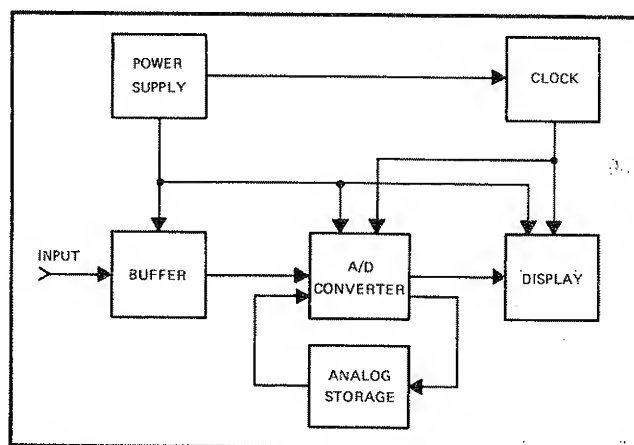 POWER
SUPPLY
CLOCK
INPUT
BUFFER
A/D
CONVERTER
DISPLAY
ANALOG
STORAGE